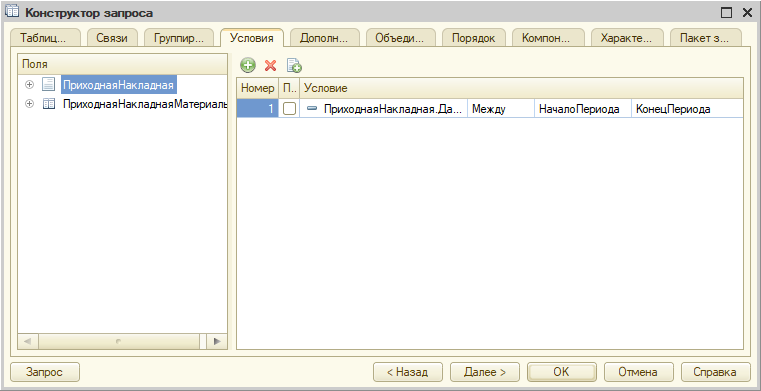 Конструктор запроса
Таблиц... Связи Группир... Условия Дополн... Объеди... Порядок Компон... Характе... Пакет з...
Поля
ПриходнаяНакладная
ПриходнаяНакладнаяМатериалы
Номер П.. Условие
1 ПриходнаяНакладная.Да... Между НачалоПериода КонецПериода
Запрос < Назад Далее > OK Отмена Справка